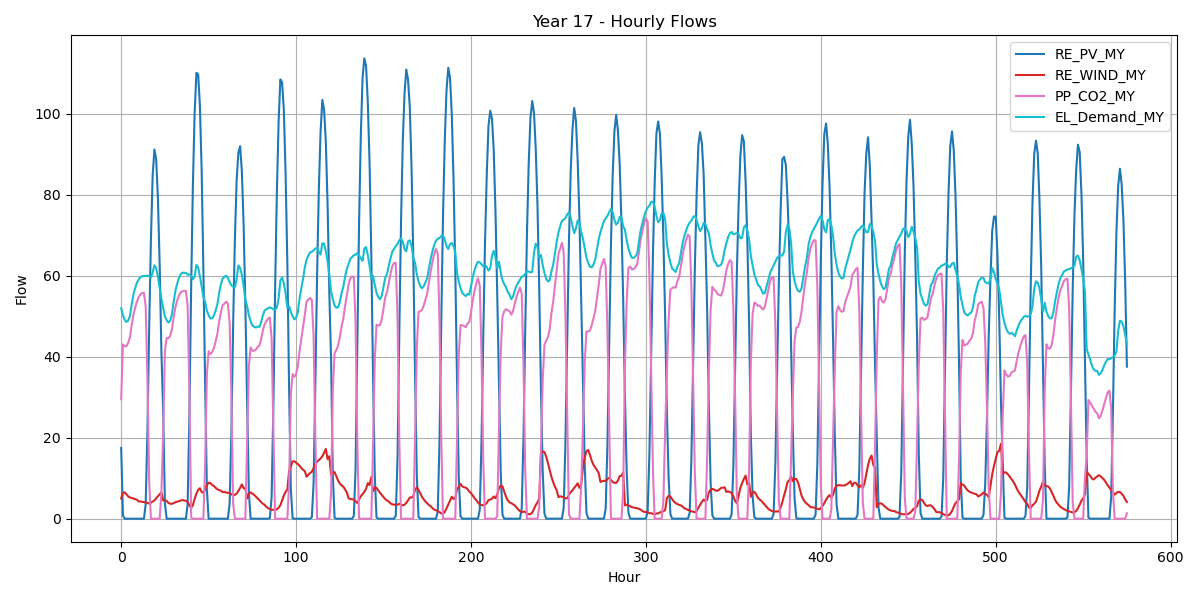 Year 17 - Hourly Flows
RE_PV_MY
RE_WIND_MY
PP_CO2_MY
EL_Demand_MY
100
80
60
40
20
0
Flow
0 100 200 300 400 500 600
Hour